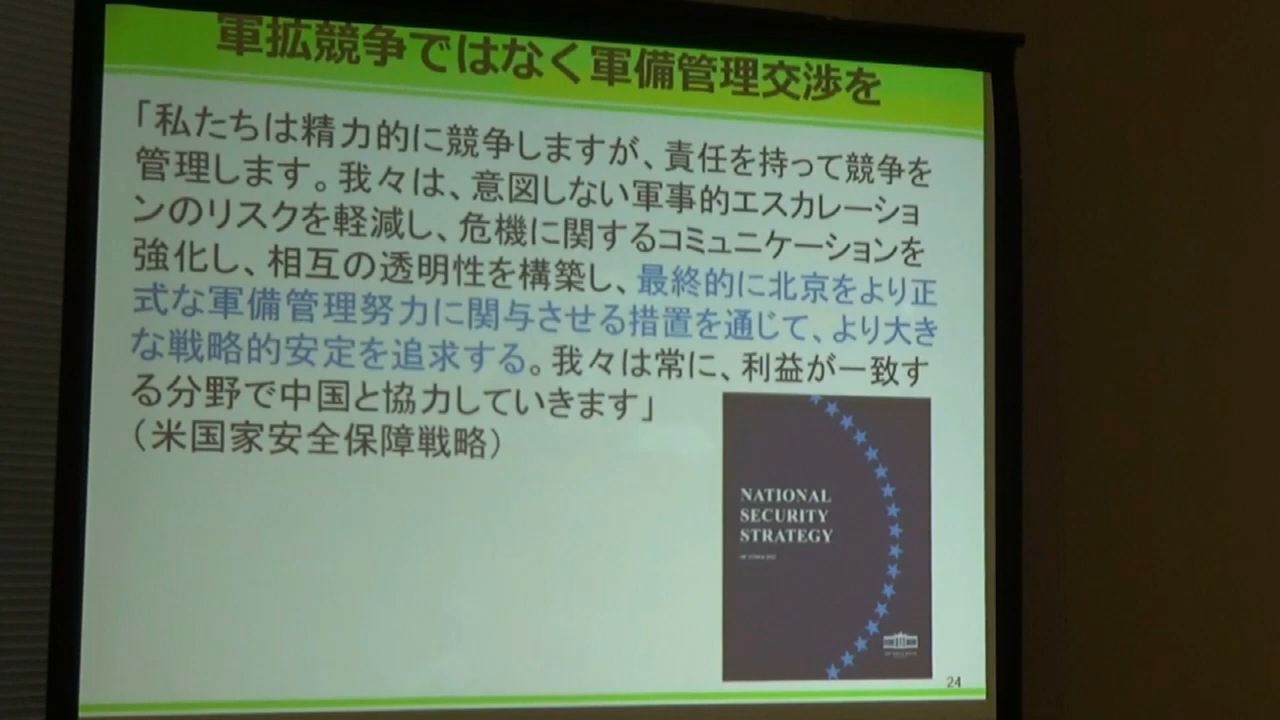 軍拡競争ではなく軍備管理交渉を
「私たちは精力的に競争しますが、責任を持って競争を
管理します。我々は、意図しない軍事的エスカレーショ
ンのリスクを軽減し、危機に関するコミュニケーションを
強化し、相互の透明性を構築し、最終的に北京をより正
式な軍備管理努力に関与させる措置を通じて、より大き
な戦略的安定を追求する。我々は常に、利益が一致す
る分野で中国と協力していきます」
（米国家安全保障戦略）
NATIONAL
SECURITY
STRATEGY
24